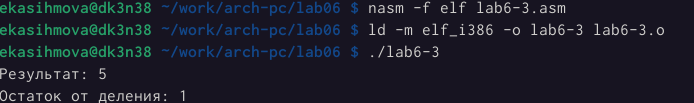 ekasihmova@dk3n38 ~/work/arch-pc/lab06 $ nasm -f elf lab6-3.asm
ekasihmova@dk3n38 ~/work/arch-pc/lab06 $ ld -m elf_i386 -o lab6-3 lab6-3.o
ekasihmova@dk3n38 ~/work/arch-pc/lab06 $ ./lab6-3
Результат: 5
Остаток от деления: 1